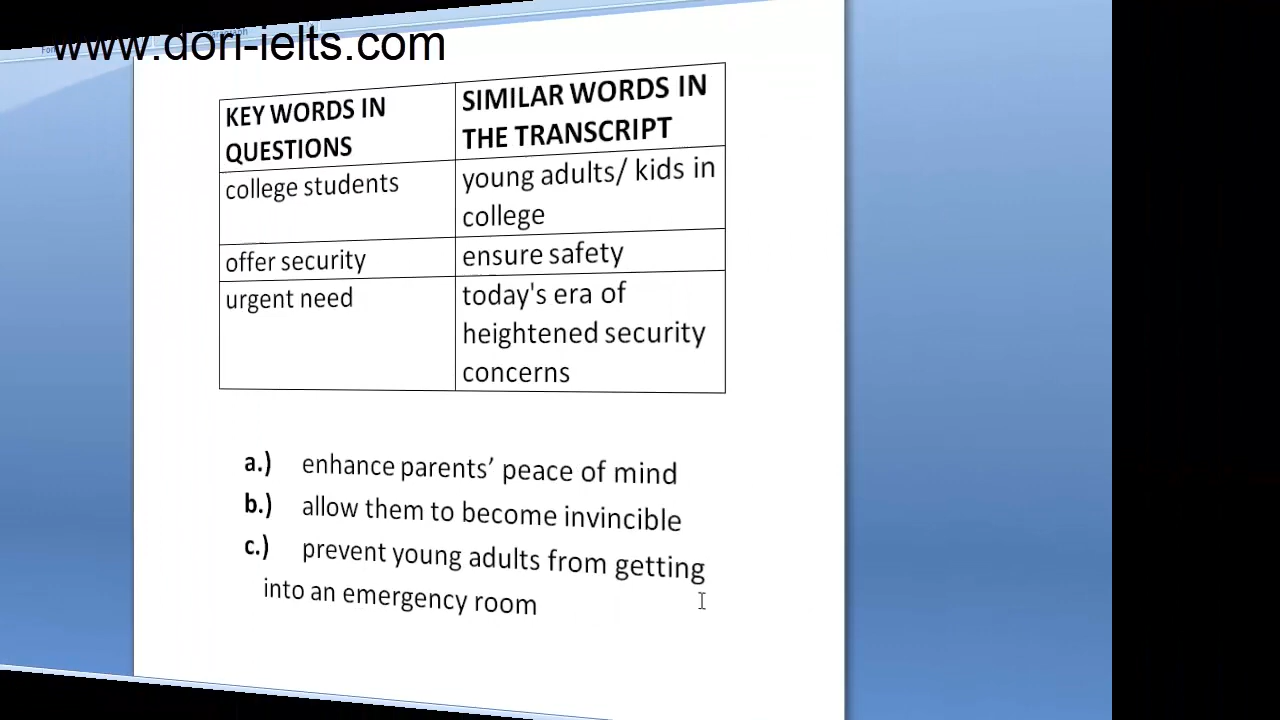 www.dori-ielts.com
KEY WORDS IN
QUESTIONS
SIMILAR WORDS IN
THE TRANSCRIPT
college students
young adults/ kids in
college
offer security
ensure safety
urgent need
today's era of
heightened security
concerns
a.) enhance parents’ peace of mind
b.) allow them to become invincible
c.) prevent young adults from getting
into an emergency room